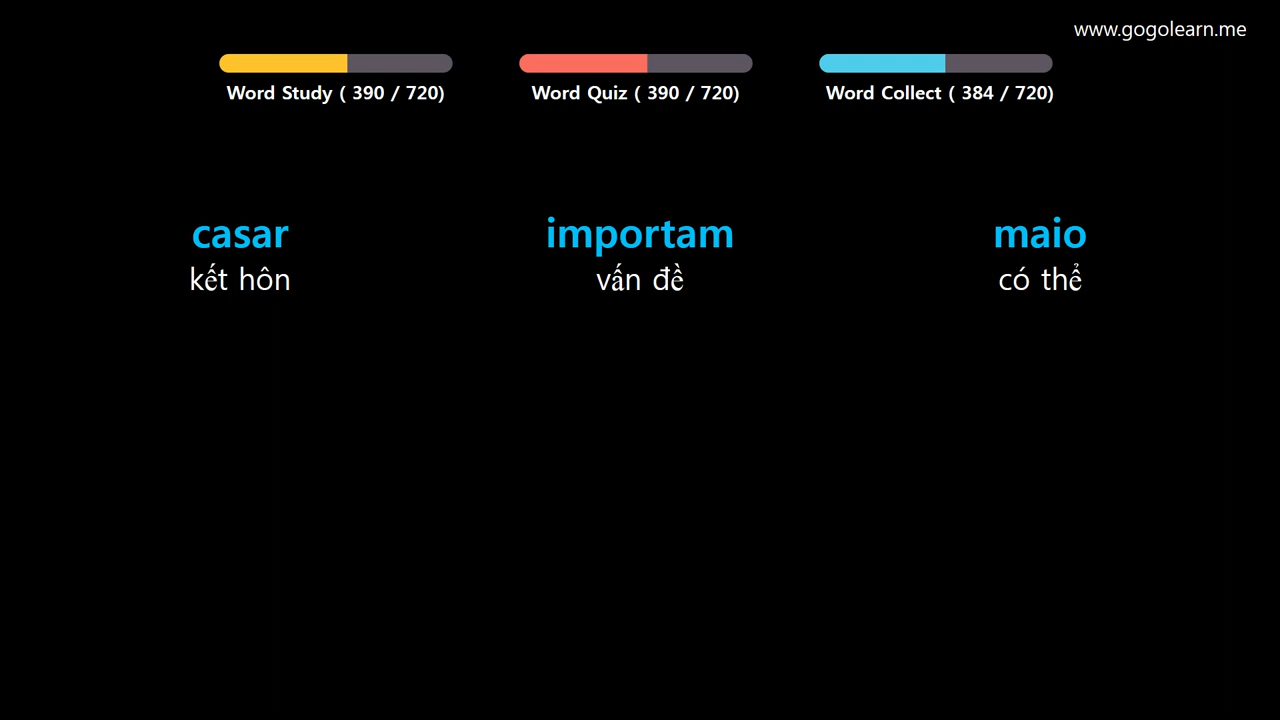 www.gogolearn.me
Word Study ( 390 / 720)
Word Quiz ( 390 / 720)
Word Collect ( 384 / 720)
casar
kết hôn
importam
vấn đề
maio
có thể